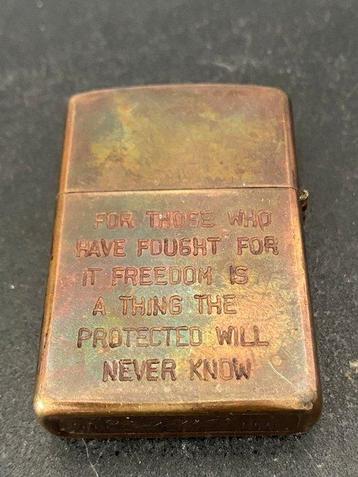 FOR THOSE WHO
HAVE FOUGHT FOR
IT FREEDOM IS
A THING THE
PROTECTED WILL
NEVER KNOW